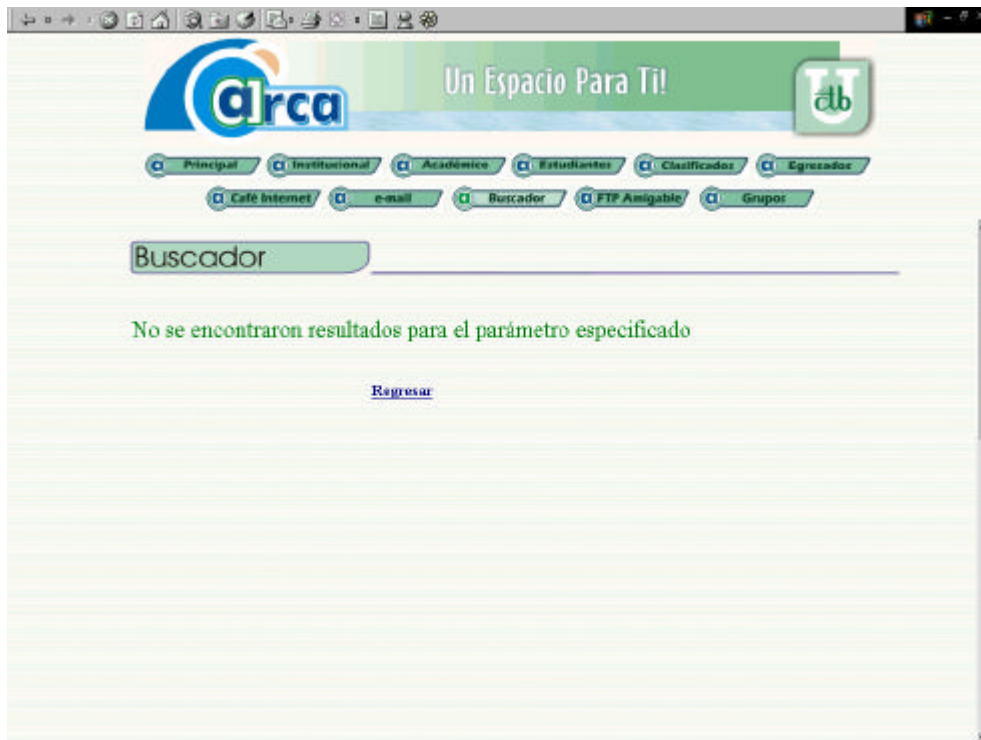 arca
Un Espacio Para Ti!
U ctb
Principal Institucional Académico Estudiantes Clasificados Egresados
Café Internet e-mail Buscador FTP Amigable Grupos
Buscador
No se encontraron resultados para el parámetro especificado
Regresar